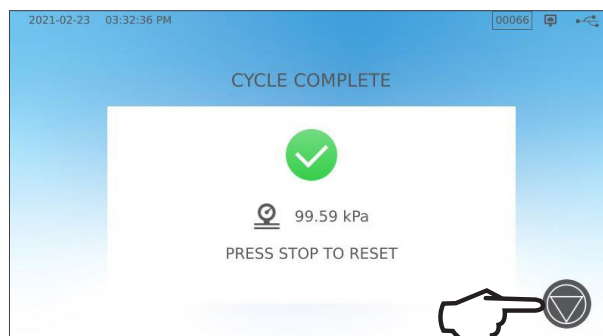 2021-02-23 03:32:36 PM 00066
CYCLE COMPLETE
99.59 kPa
PRESS STOP TO RESET